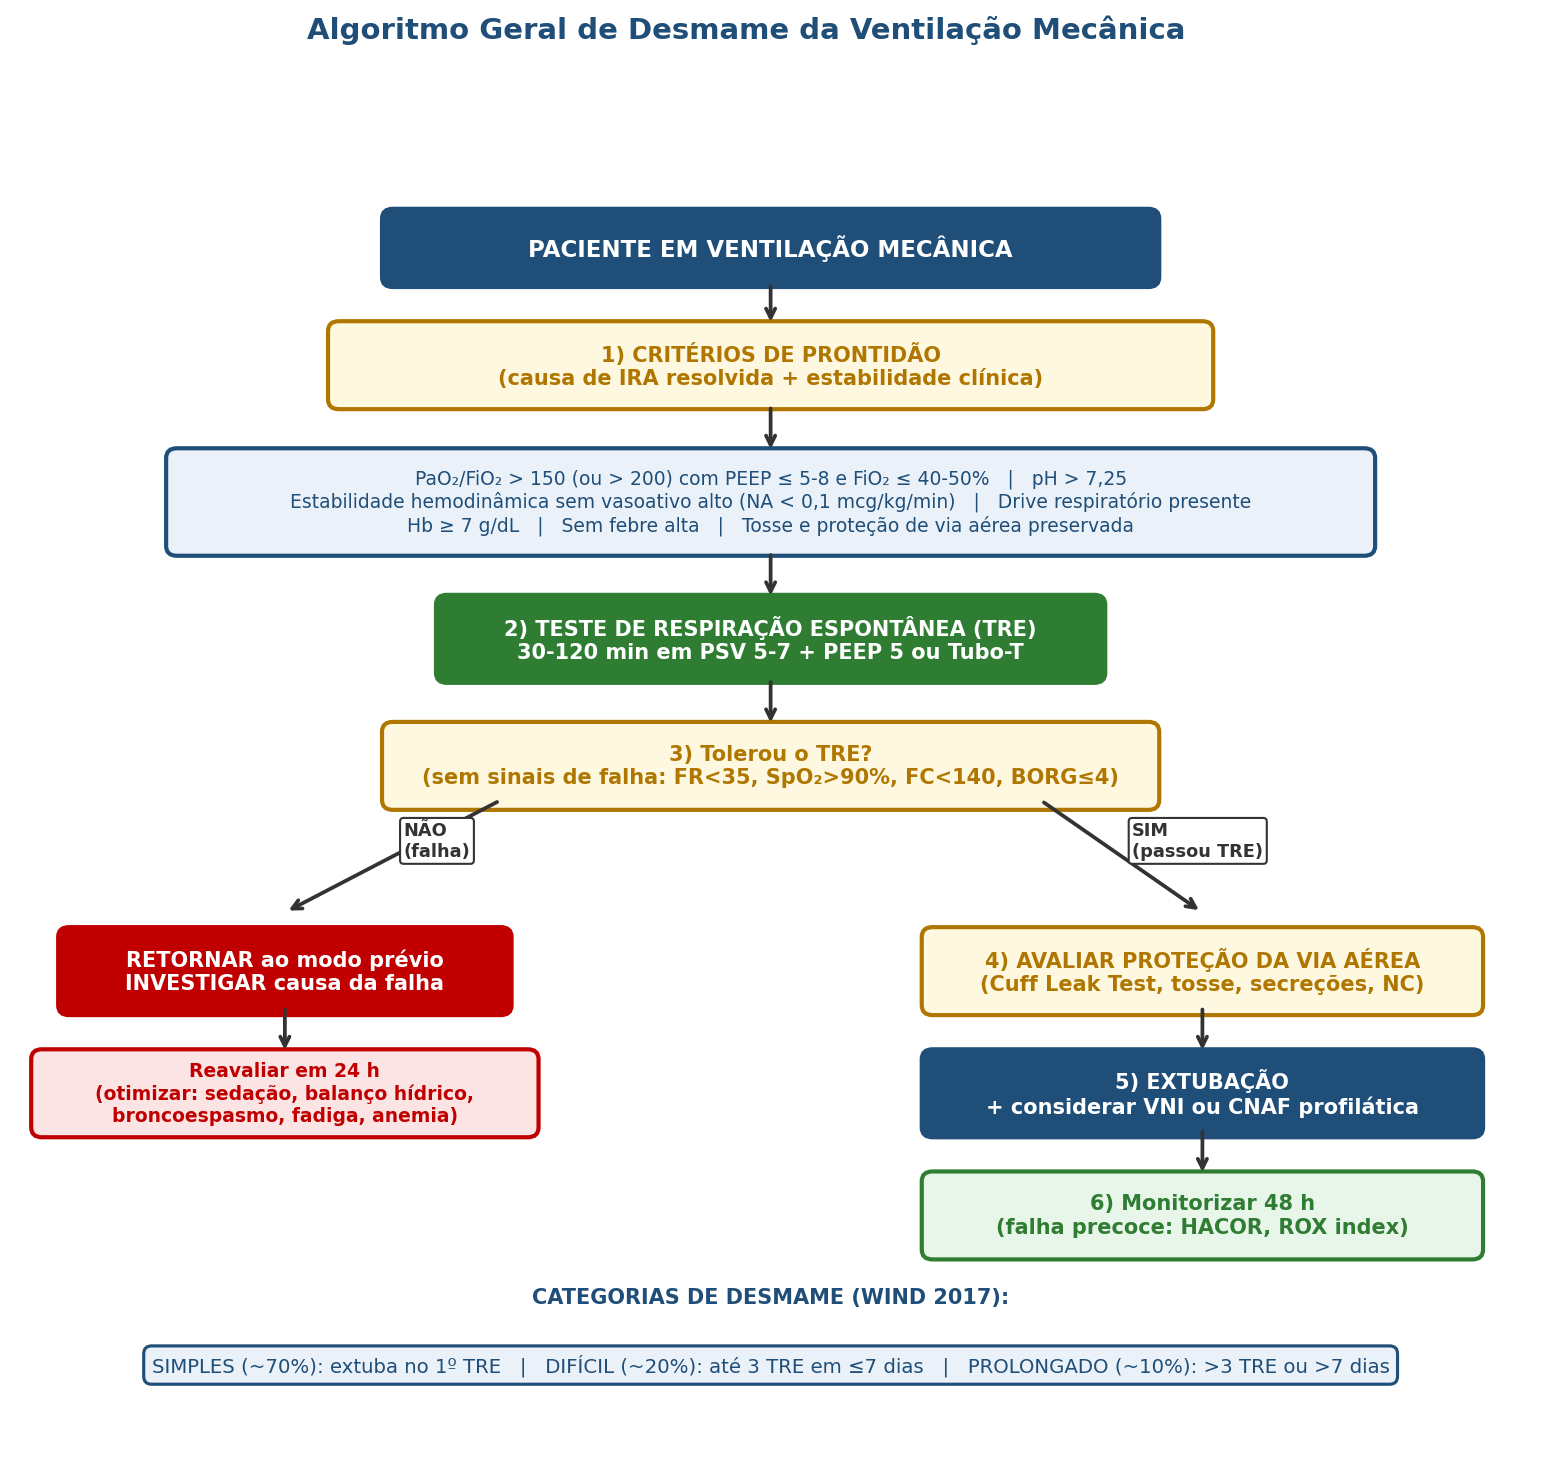 Algoritmo Geral de Desmame da Ventilação Mecânica
PACIENTE EM VENTILAÇÃO MECÂNICA
1) CRITÉRIOS DE PRONTIDÃO
(causa de IRA resolvida + estabilidade clínica)
PaO₂/FiO₂ > 150 (ou > 200) com PEEP ≤ 5-8 e FiO₂ ≤ 40-50% | pH > 7,25
Estabilidade hemodinâmica sem vasoativo alto (NA < 0,1 mcg/kg/min) | Drive respiratório presente
Hb ≥ 7 g/dL | Sem febre alta | Tosse e proteção de via aérea preservada
2) TESTE DE RESPIRAÇÃO ESPONTÂNEA (TRE)
30-120 min em PSV 5-7 + PEEP 5 ou Tubo-T
3) Tolerou o TRE?
(sem sinais de falha: FR<35, SpO₂>90%, FC<140, BORG≤4)
NÃO
(falha)
SIM
(passou TRE)
RETORNAR ao modo prévio
INVESTIGAR causa da falha
Reavaliar em 24 h
(otimizar: sedação, balanço hídrico,
broncoespasmo, fadiga, anemia)
4) AVALIAR PROTEÇÃO DA VIA AÉREA
(Cuff Leak Test, tosse, secreções, NC)
5) EXTUBAÇÃO
+ considerar VNI ou CNAF profilática
6) Monitorizar 48 h
(falha precoce: HACOR, ROX index)
CATEGORIAS DE DESMAME (WIND 2017):
SIMPLES (~70%): extuba no 1º TRE | DIFÍCIL (~20%): até 3 TRE em ≤7 dias | PROLONGADO (~10%): >3 TRE ou >7 dias